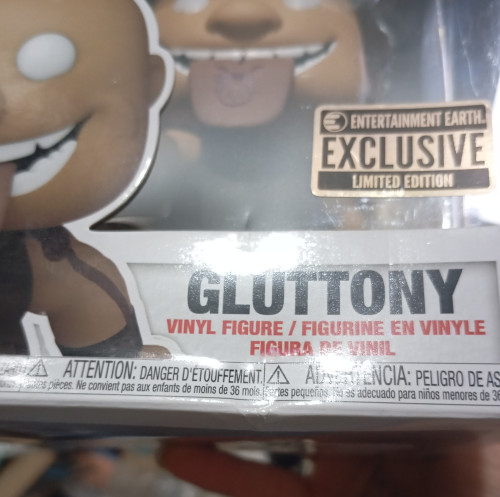 ENTERTAINMENT EARTH
EXCLUSIVE
LIMITED EDITION
GLUTTONY
VINYL FIGURE / FIGURINE EN VINYLE
FIGURA DE VINIL
ATTENTION: DANGER D'ÉTOUFFEMENT
pièces. Ne convient pas aux enfants de moins de 36 mois.
ADVERTENCIA: PELIGRO DE AS
Partes pequeñas. No es adecuado para niños menores de 36